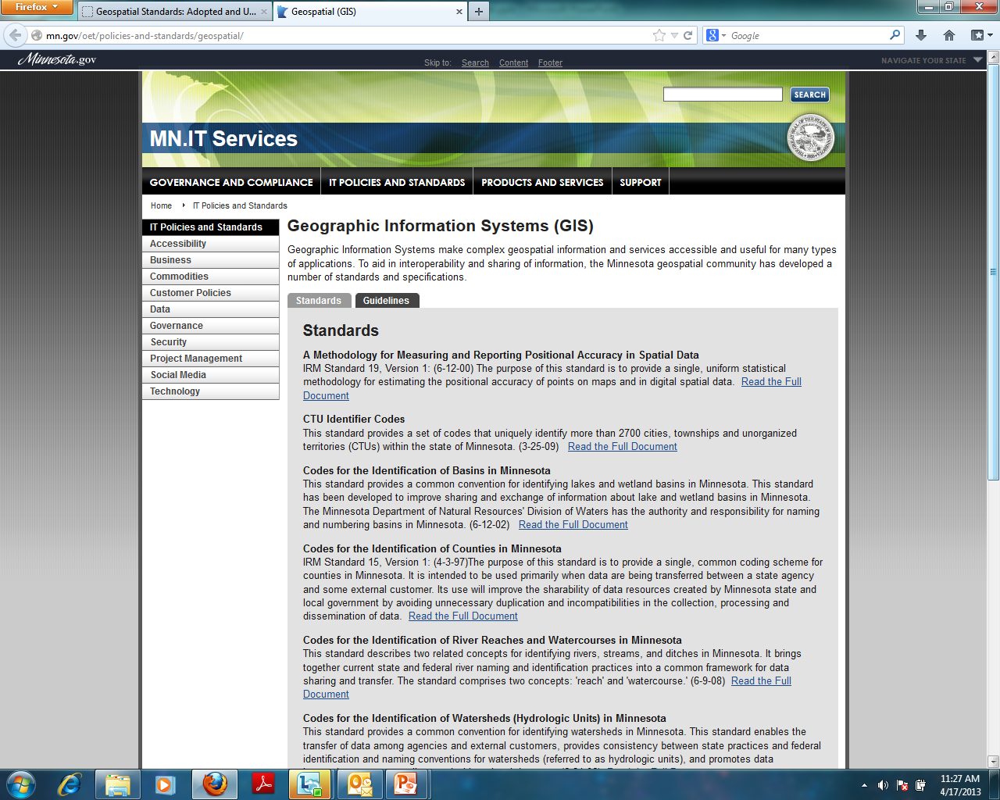 Firefox
Geospatial Standards: Adopted and U...
Geospatial (GIS)
mn.gov/oet/policies-and-standards/geospatial/
Google
Minnesota.gov
Skip to: Search Content Footer
NAVIGATE YOUR STATE
SEARCH
MN.IT Services
GOVERNANCE AND COMPLIANCE
IT POLICIES AND STANDARDS
PRODUCTS AND SERVICES
SUPPORT
Home
IT Policies and Standards
IT Policies and Standards
Accessibility
Business
Commodities
Customer Policies
Data
Governance
Security
Project Management
Social Media
Technology
Geographic Information Systems (GIS)
Geographic Information Systems make complex geospatial information and services accessible and useful for many types
of applications. To aid in interoperability and sharing of information, the Minnesota geospatial community has developed a
number of standards and specifications.
Standards
Guidelines
Standards
A Methodology for Measuring and Reporting Positional Accuracy in Spatial Data
IRM Standard 19, Version 1: (6-12-00) The purpose of this standard is to provide a single, uniform statistical
methodology for estimating the positional accuracy of points on maps and in digital spatial data. Read the Full
Document
CTU Identifier Codes
This standard provides a set of codes that uniquely identify more than 2700 cities, townships and unorganized
territories (CTUs) within the state of Minnesota. (3-25-09) Read the Full Document
Codes for the Identification of Basins in Minnesota
This standard provides a common convention for identifying lakes and wetland basins in Minnesota. This standard
has been developed to improve sharing and exchange of information about lake and wetland basins in Minnesota.
The Minnesota Department of Natural Resources' Division of Waters has the authority and responsibility for naming
and numbering basins in Minnesota. (6-12-02) Read the Full Document
Codes for the Identification of Counties in Minnesota
IRM Standard 15, Version 1: (4-3-97)The purpose of this standard is to provide a single, common coding scheme for
counties in Minnesota. It is intended to be used primarily when data are being transferred between a state agency
and some external customer. Its use will improve the sharability of data resources created by Minnesota state and
local government by avoiding unnecessary duplication and incompatibilities in the collection, processing and
dissemination of data. Read the Full Document
Codes for the Identification of River Reaches and Watercourses in Minnesota
This standard describes two related concepts for identifying rivers, streams, and ditches in Minnesota. It brings
together current state and federal river naming and identification practices into a common framework for data
sharing and transfer. The standard comprises two concepts: 'reach' and 'watercourse.' (6-9-08) Read the Full
Document
Codes for the Identification of Watersheds (Hydrologic Units) in Minnesota
This standard provides a common convention for identifying watersheds in Minnesota. This standard enables the
transfer of data among agencies and external customers, provides consistency between state practices and federal
identification and naming conventions for watersheds (referred to as hydrologic units), and promotes data
11:27 AM
4/17/2013